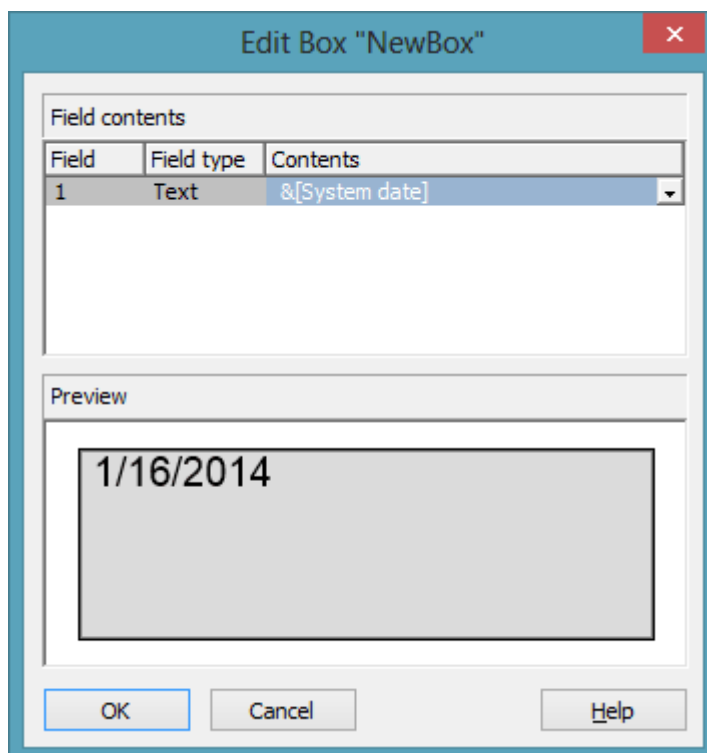 Edit Box "NewBox"
Field contents
Field Field type Contents
1 Text &[System date]
Preview
1/16/2014
OK Cancel Help